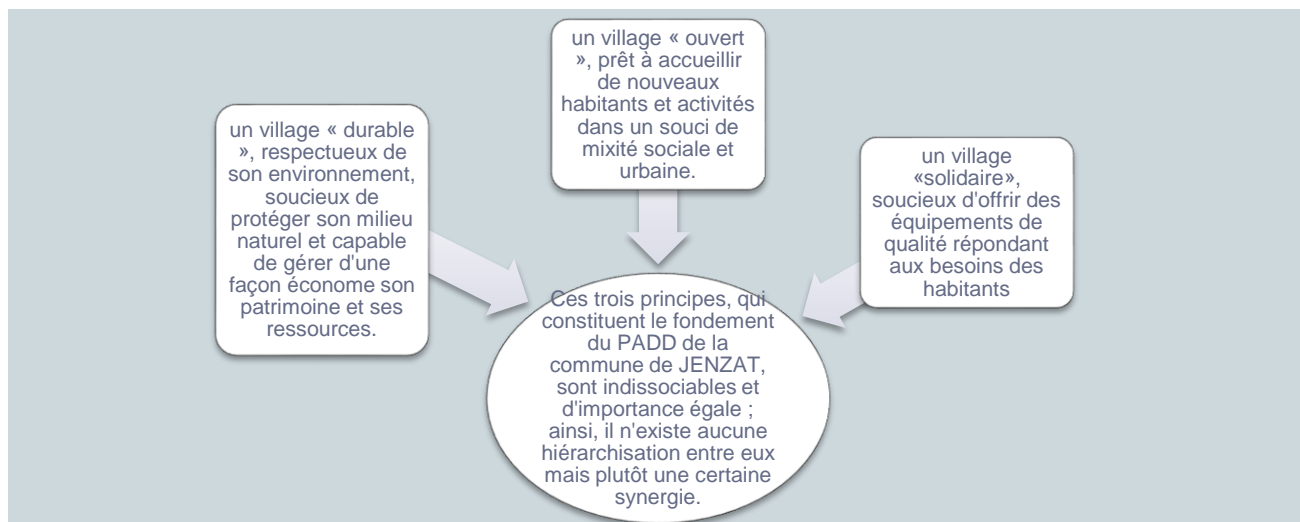 un village « durable
», respectueux de
son environnement,
soucieux de
protéger son milieu
naturel et capable
de gérer d'une
façon économe son
patrimoine et ses
ressources.
un village « ouvert
», prêt à accueillir
de nouveaux
habitants et activités
dans un souci de
mixité sociale et
urbaine.
un village
«solidaire»,
soucieux d'offrir des
équipements de
qualité répondant
aux besoins des
habitants
Ces trois principes, qui
constituent le fondement
du PADD de la
commune de JENZAT,
sont indissociables et
d'importance égale ;
ainsi, il n'existe aucune
hiérarchisation entre eux
mais plutôt une certaine
synergie.